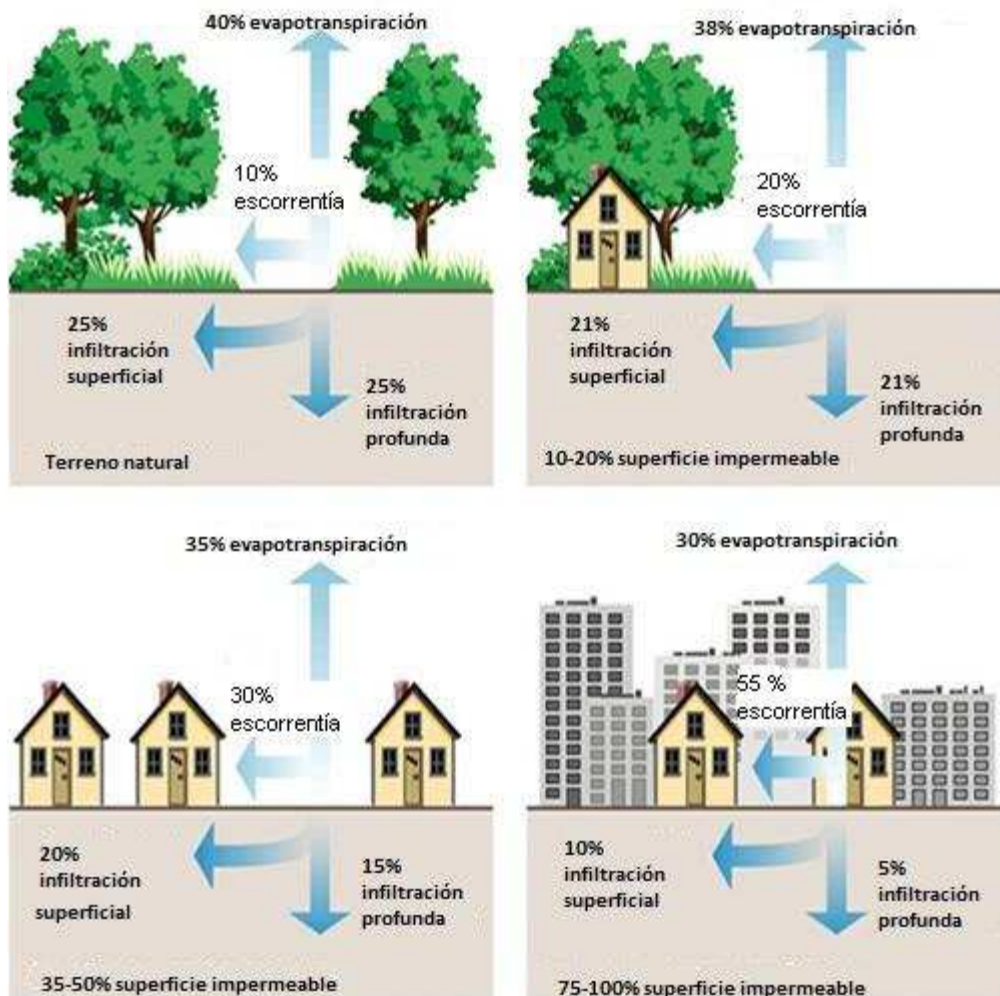 40% evapotranspiración
10%
escorrentía
25%
infiltración
superficial
25%
infiltración
profunda
Terreno natural
38% evapotranspiración
20%
escorrentía
21%
infiltración
superficial
21%
infiltración
profunda
10-20% superficie impermeable
35% evapotranspiración
30%
escorrentía
20%
infiltración
superficial
15%
infiltración
profunda
35-50% superficie impermeable
30% evapotranspiración
55 %
escorrentía
10%
infiltración
superficial
5%
infiltración
profunda
75-100% superficie impermeable